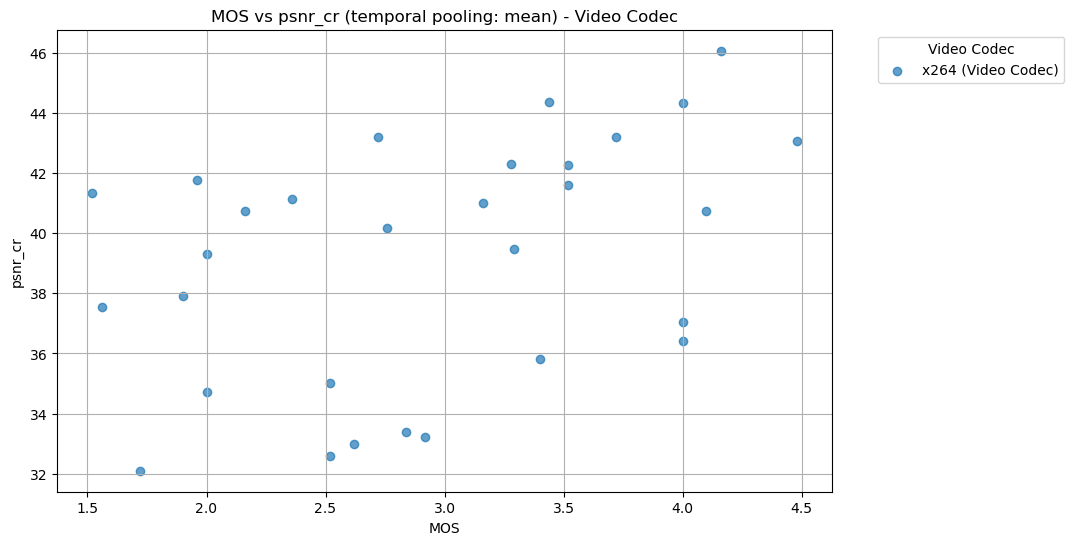 MOS vs psnr_cr (temporal pooling: mean) - Video Codec
Video Codec
x264 (Video Codec)
psnr_cr
46
44
42
40
38
36
34
32
1.5 2.0 2.5 3.0 3.5 4.0 4.5
MOS